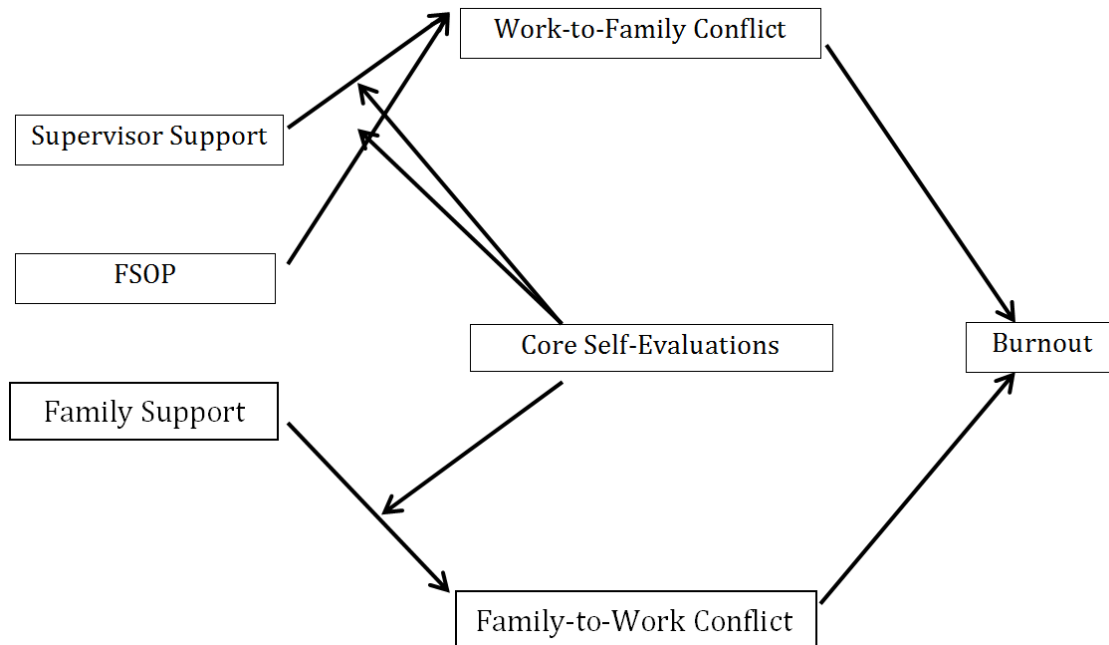 Work-to-Family Conflict
Supervisor Support
FSOP
Core Self-Evaluations
Burnout
Family Support
Family-to-Work Conflict